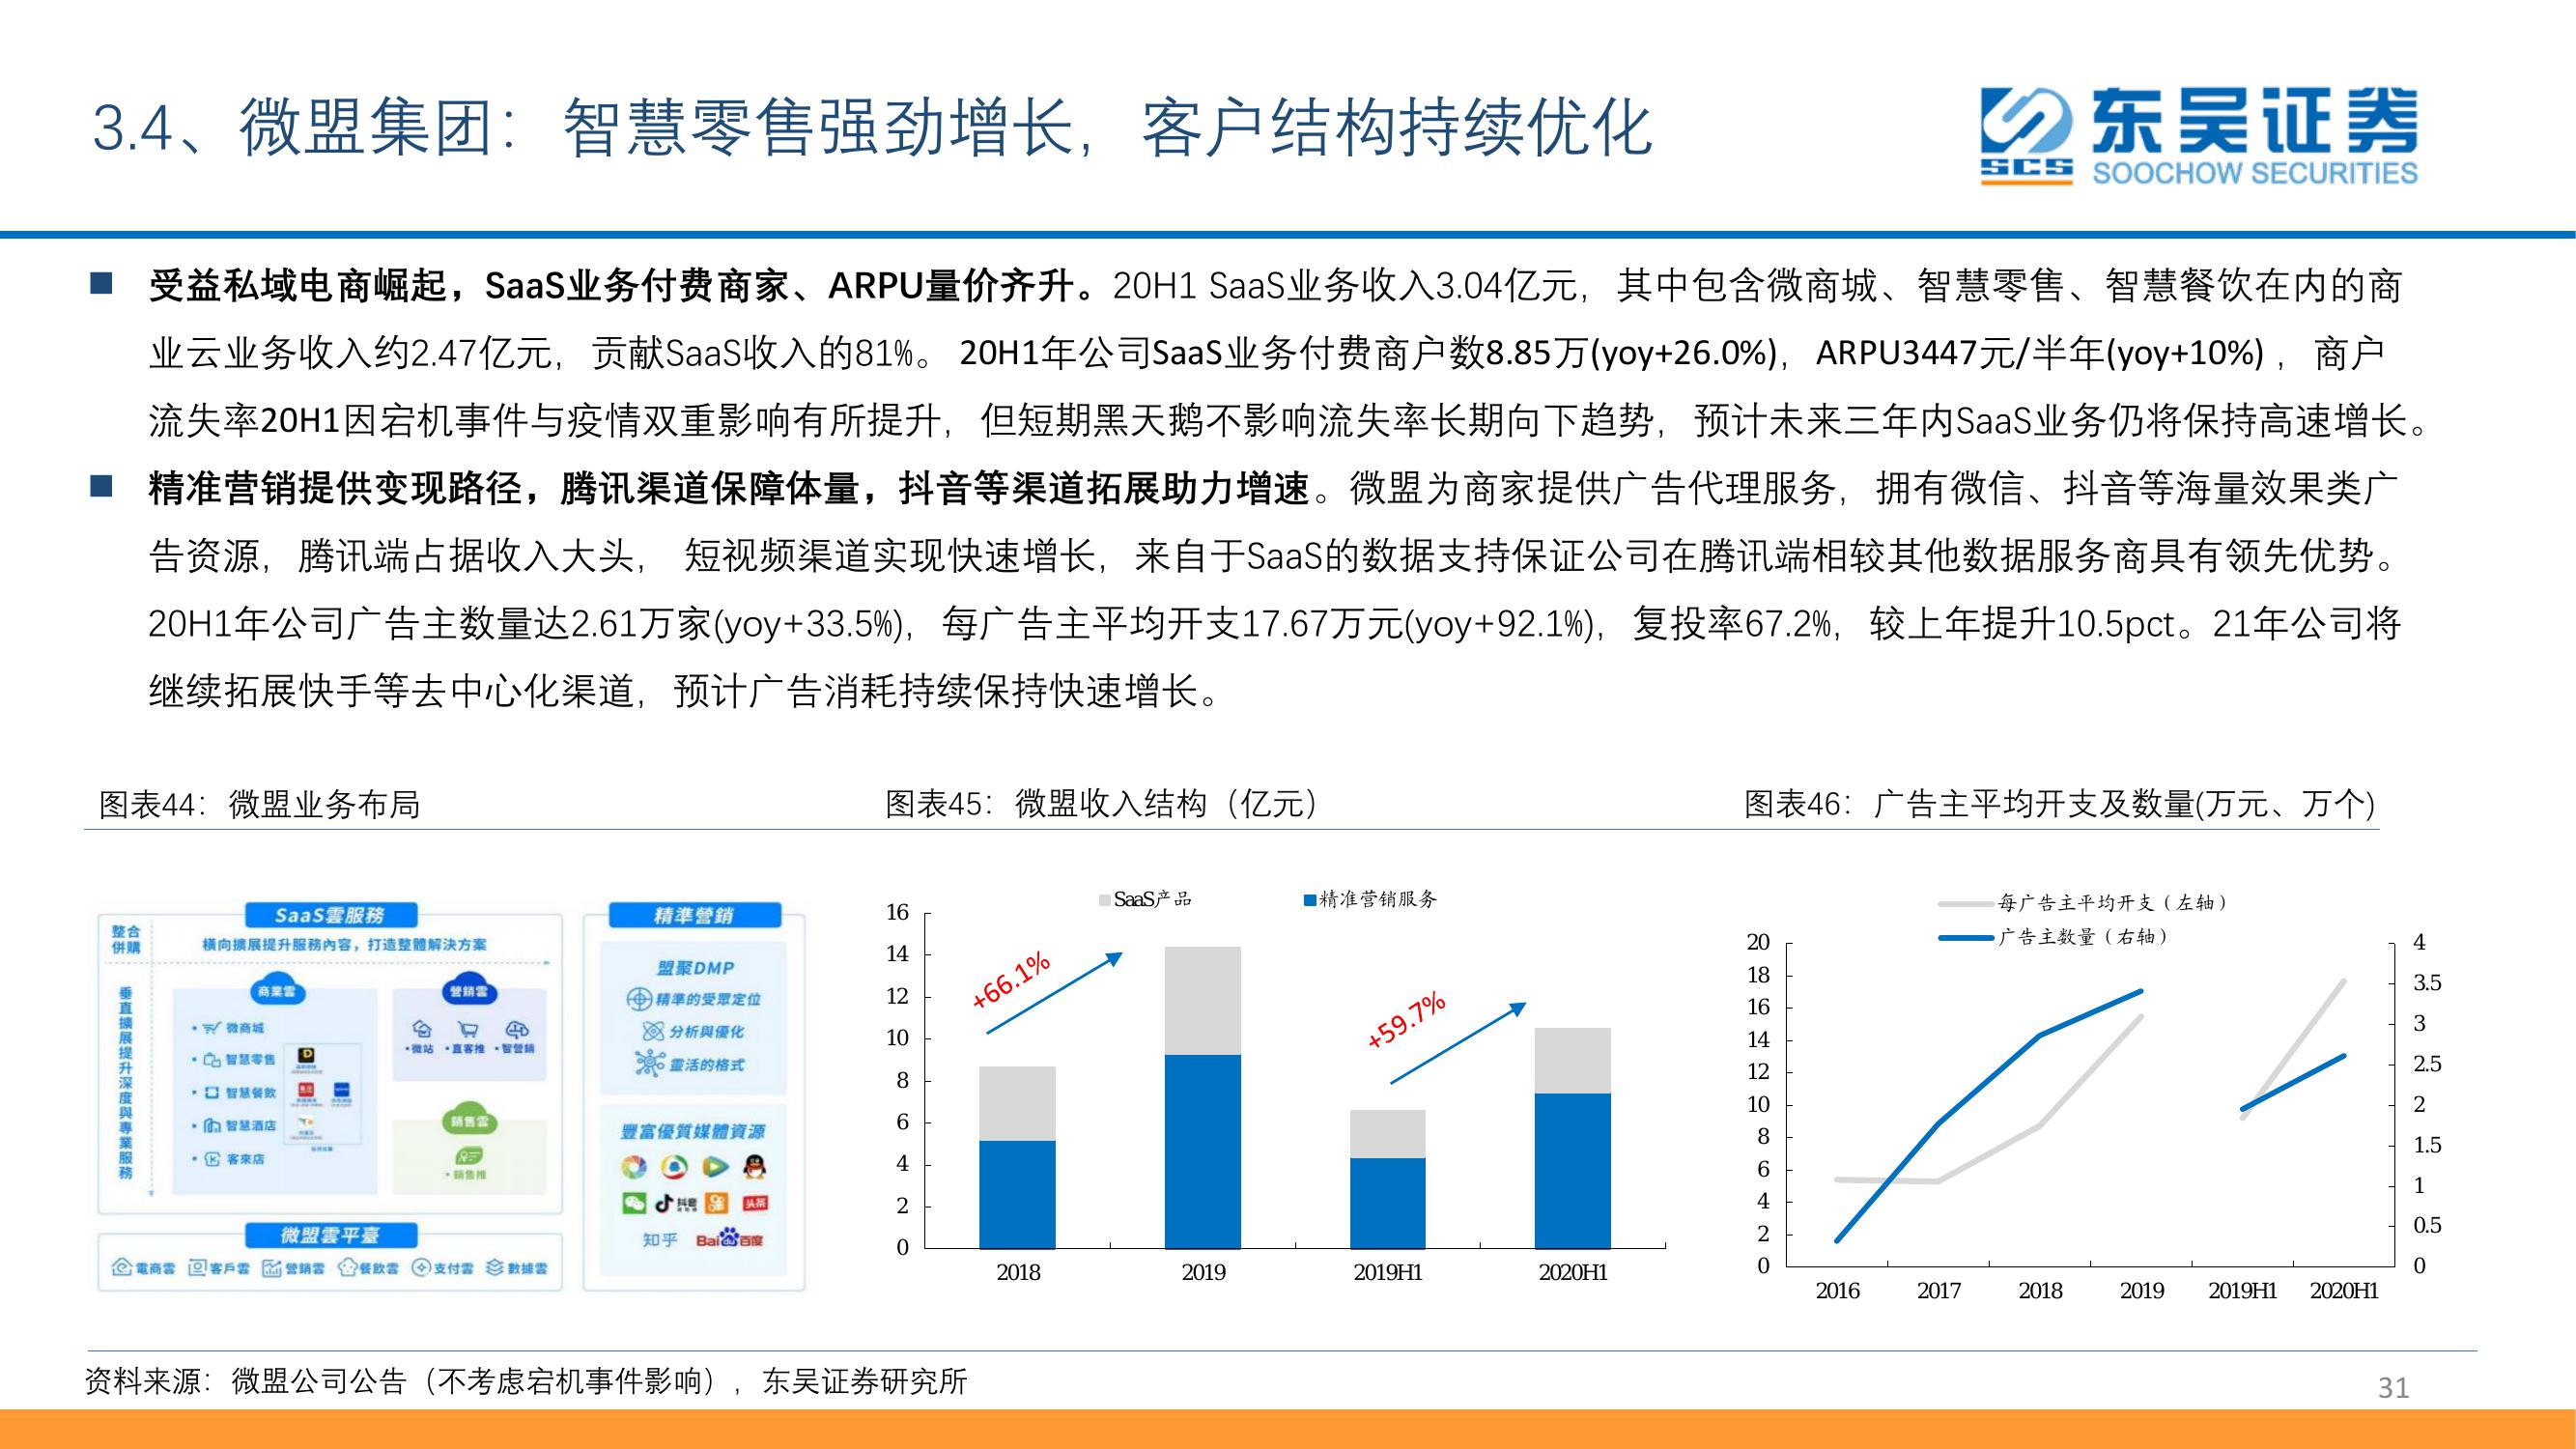 3.4、微盟集团：智慧零售强劲增长，客户结构持续优化
东吴证券
SCS
SOOCHOW SECURITIES
受益私域电商崛起，SaaS业务付费商家、ARPU量价齐升。20H1 SaaS业务收入3.04亿元，其中包含微商城、智慧零售、智慧餐饮在内的商
业云业务收入约2.47亿元，贡献SaaS收入的81%。20H1年公司SaaS业务付费商户数8.85万(yoy+26.0%)，ARPU3447元/半年(yoy+10%)，商户
流失率20H1因宕机事件与疫情双重影响有所提升，但短期黑天鹅不影响流失率长期向下趋势，预计未来三年内SaaS业务仍将保持高速增长。
精准营销提供变现路径，腾讯渠道保障体量，抖音等渠道拓展助力增速。微盟为商家提供广告代理服务，拥有微信、抖音等海量效果类广
告资源，腾讯端占据收入大头， 短视频渠道实现快速增长，来自于SaaS的数据支持保证公司在腾讯端相较其他数据服务商具有领先优势。
20H1年公司广告主数量达2.61万家(yoy+33.5%)，每广告主平均开支17.67万元(yoy+92.1%)，复投率67.2%，较上年提升10.5pct。21年公司将
继续拓展快手等去中心化渠道，预计广告消耗持续保持快速增长。
图表44：微盟业务布局
SaaS雲服務
整合
併購
橫向擴展提升服務內容，打造整體解決方案
垂直擴展提升深度與專業服務
商業雲
• 微商城
• 智慧零售
• 智慧餐飲
• 智慧酒店
• 客來店
營銷雲
•微站 •直客推 •智營銷
銷售雲
•銷售推
微盟雲平臺
電商雲 客戶雲 營銷雲 餐飲雲 支付雲 數據雲
精準營銷
盟聚DMP
精準的受眾定位
分析與優化
靈活的格式
豐富優質媒體資源
抖音
头条
知乎 Bai百度
图表45：微盟收入结构（亿元）
SaaS产品 精准营销服务
16
14
12
10
8
6
4
2
0
+66.1%
+59.7%
2018 2019 2019H1 2020H1
图表46：广告主平均开支及数量(万元、万个)
每广告主平均开支（左轴）
广告主数量（右轴）
20
18
16
14
12
10
8
6
4
2
0
4
3.5
3
2.5
2
1.5
1
0.5
0
2016 2017 2018 2019 2019H1 2020H1
资料来源：微盟公司公告（不考虑宕机事件影响），东吴证券研究所
31